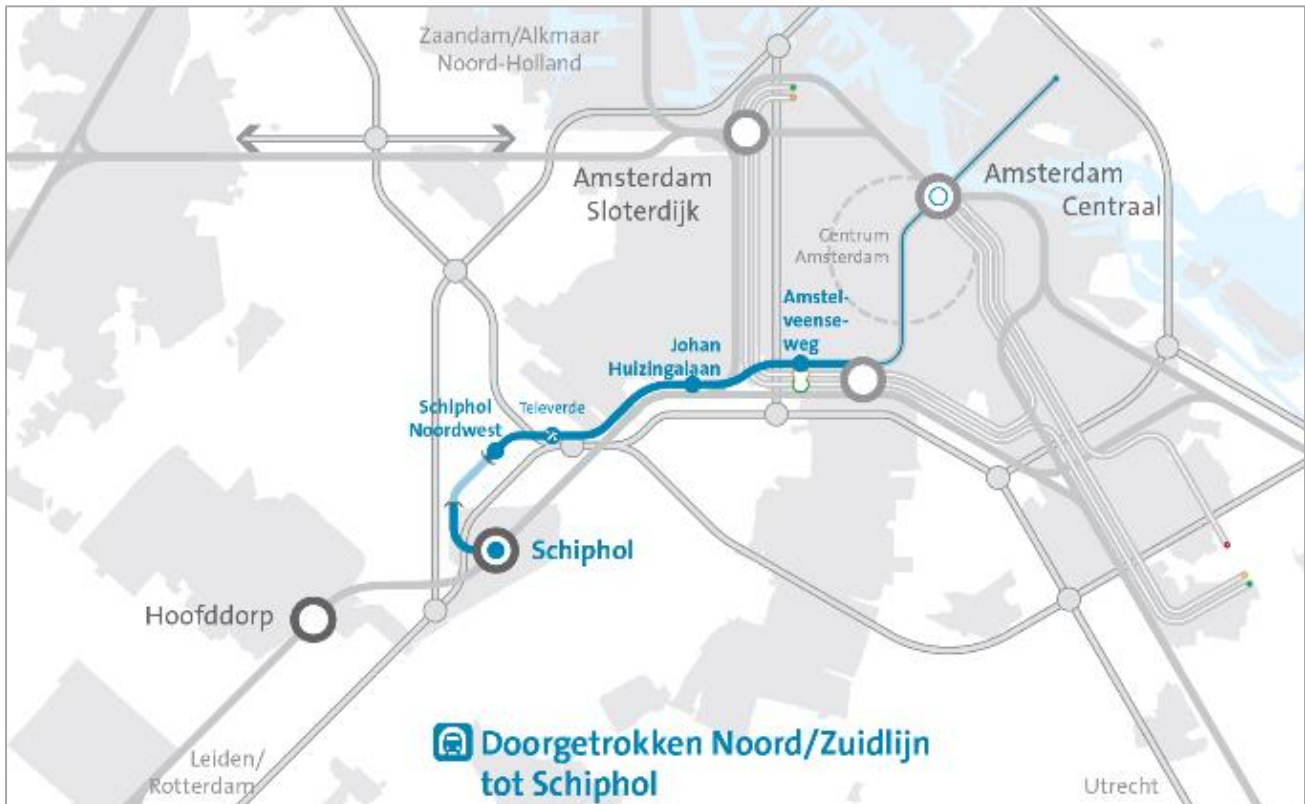 Zaandam/Alkmaar
Noord-Holland
Amsterdam
Sloterdijk
Amsterdam
Centraal
Centrum
Amsterdam
Amstel-
veense-
weg
Johan
Huizingalaan
Schiphol
Noordwest
Televerde
Schiphol
Hoofddorp
Leiden/
Rotterdam
Doorgetrokken Noord/Zuidlijn
tot Schiphol
Utrecht